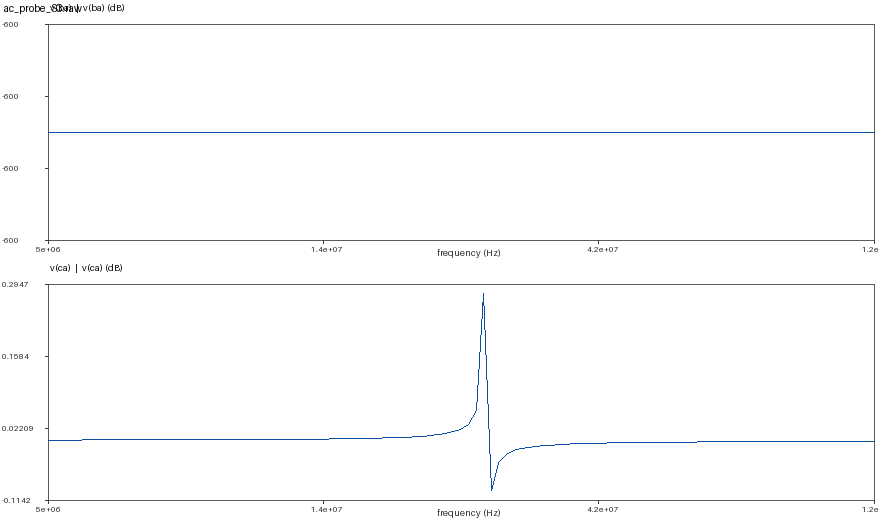 v(ba) (dB)
-600
-600
-600
-600
5e+06 1.4e+07 4.2e+07 1.2e
frequency (Hz)
v(ca) | v(ca) (dB)
0.2947
0.1584
0.02209
-0.1142
5e+06 1.4e+07 4.2e+07 1.2e
frequency (Hz)